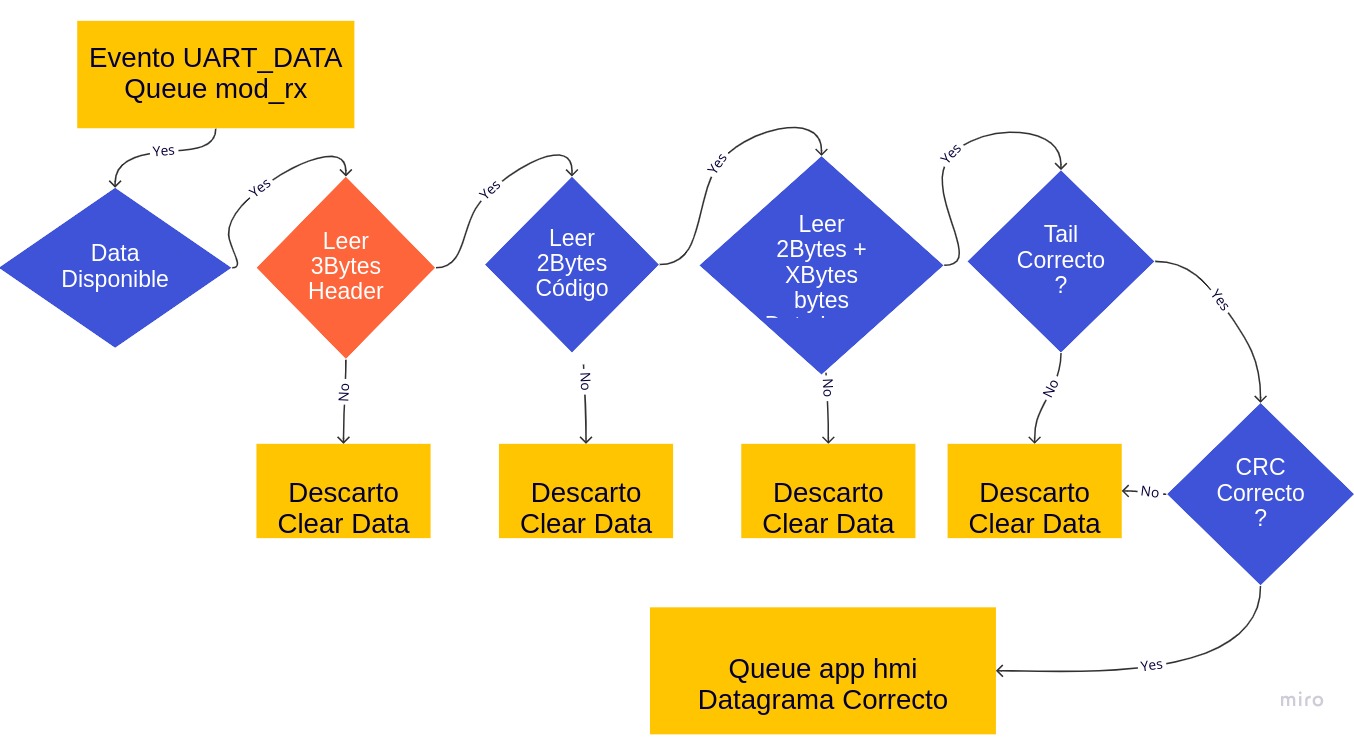 Evento UART_DATA
Queue mod_rx
Yes
Data
Disponible
Yes
Leer
3Bytes
Header
Yes
Leer
2Bytes
Código
Yes
Leer
2Bytes +
XBytes
bytes
Yes
Tail
Correcto
?
Yes
No
No
No
No
Descarto
Clear Data
Descarto
Clear Data
Descarto
Clear Data
Descarto
Clear Data
No
CRC
Correcto
?
Yes
Queue app hmi
Datagrama Correcto
miro